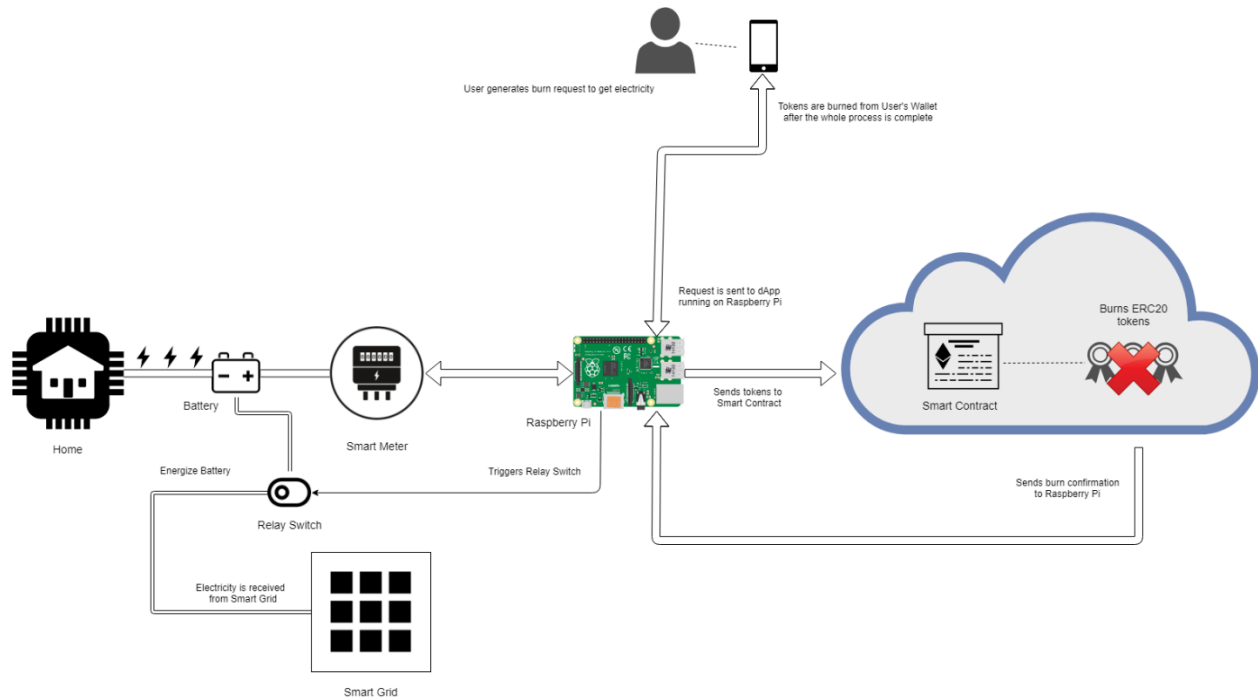 User generates burn request to get electricity
Tokens are burned from User's Wallet
after the whole process is complete
Request is sent to dApp
running on Raspberry Pi
Burns ERC20
tokens
Smart Contract
Sends tokens to
Smart Contract
Raspberry Pi
Battery
Smart Meter
Home
Energize Battery
Triggers Relay Switch
Sends burn confirmation
to Raspberry Pi
Relay Switch
Electricity is received
from Smart Grid
Smart Grid